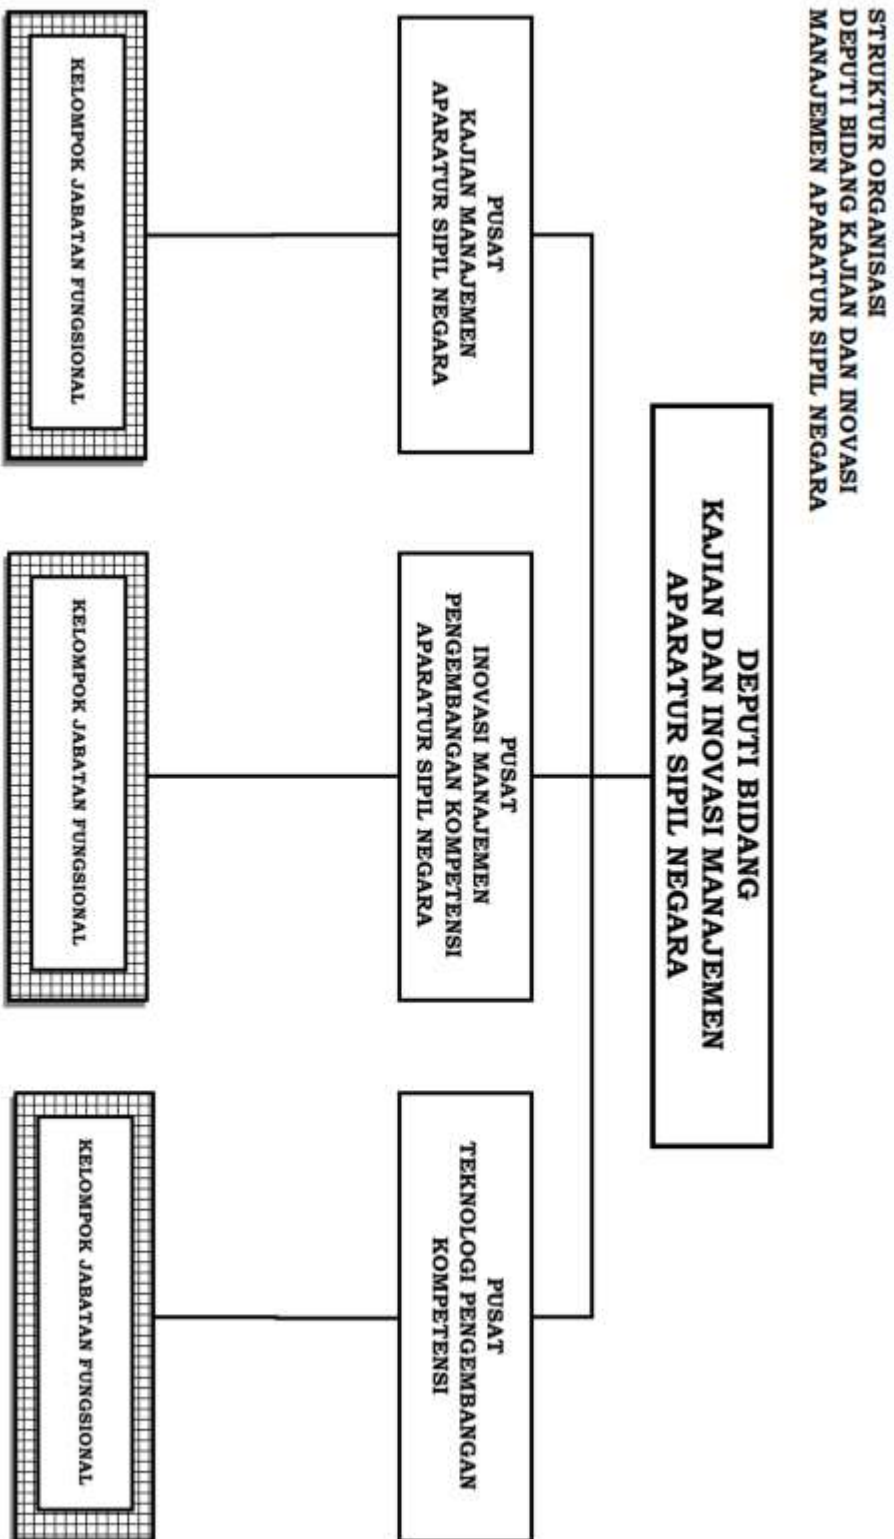 STRUKTUR ORGANISASI
DEPUTI BIDANG KAJIAN DAN INOVASI
MANAJEMEN APARATUR SIPIL NEGARA
DEPUTI BIDANG
KAJIAN DAN INOVASI MANAJEMEN
APARATUR SIPIL NEGARA
PUSAT
KAJIAN MANAJEMEN
APARATUR SIPIL NEGARA
PUSAT
INOVASI MANAJEMEN
PENGEMBANGAN KOMPETENSI
APARATUR SIPIL NEGARA
PUSAT
TEKNOLOGI PENGEMBANGAN
KOMPETENSI
KELOMPOK JABATAN FUNGSIONAL
KELOMPOK JABATAN FUNGSIONAL
KELOMPOK JABATAN FUNGSIONAL